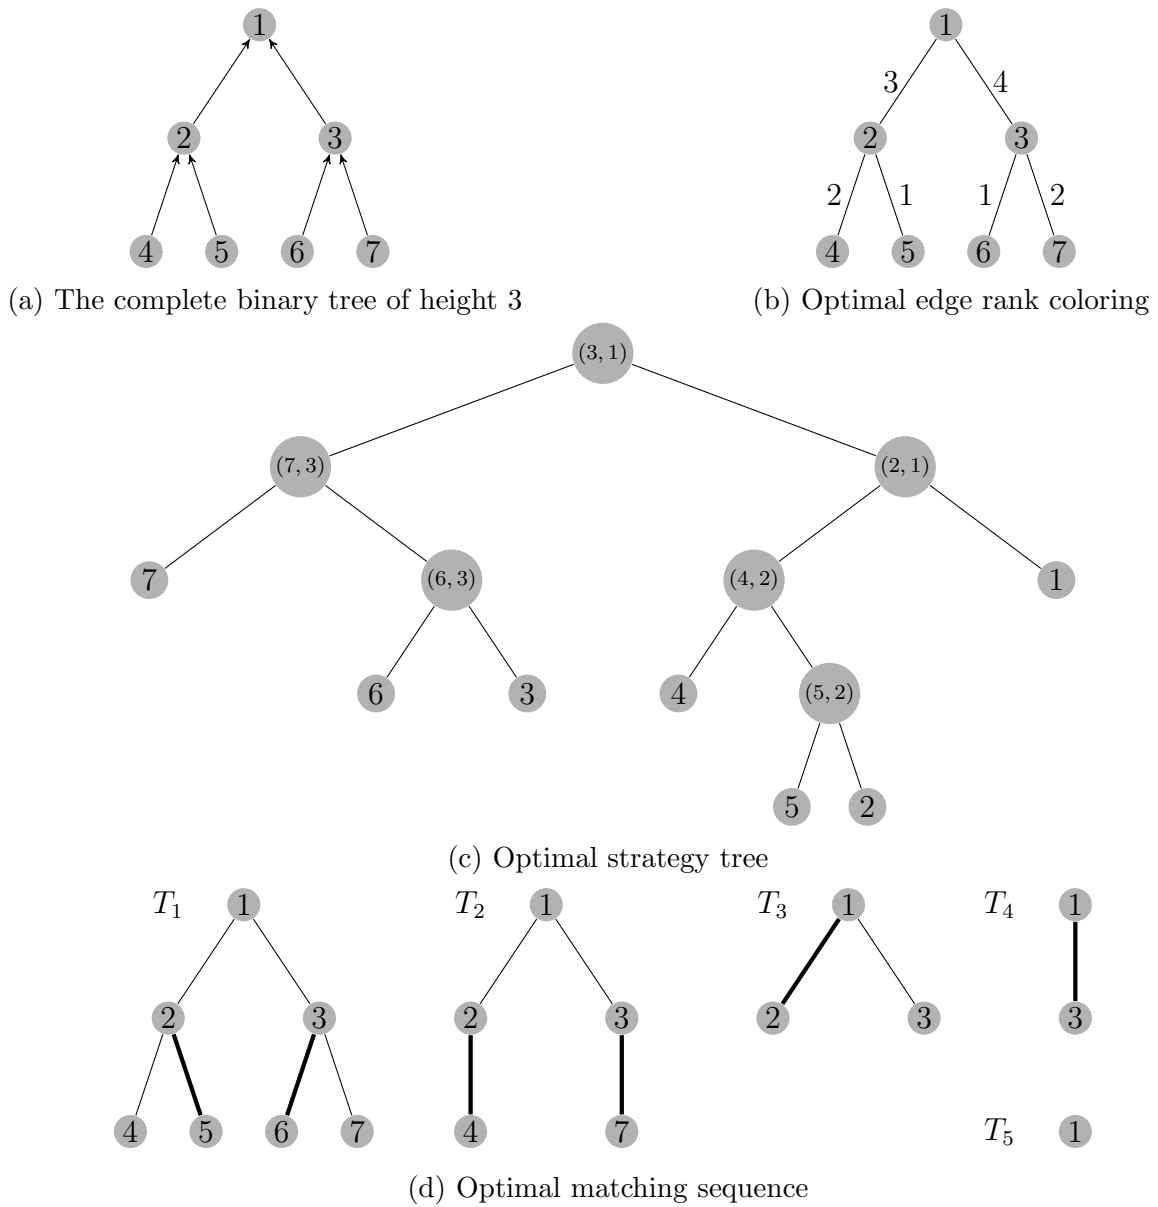 1 1
3 4
2 3 2 3
2 1 1 2
4 5 6 7 4 5 6 7
(a) The complete binary tree of height 3 (b) Optimal edge rank coloring
(3, 1)
(7, 3) (2, 1)
7 (6, 3) (4, 2) 1
6 3 4 (5, 2)
5 2
(c) Optimal strategy tree
T1 1 T2 1 T3 1 T4 1
2 3 2 3 2 3 3
4 5 6 7 4 7 T5 1
(d) Optimal matching sequence